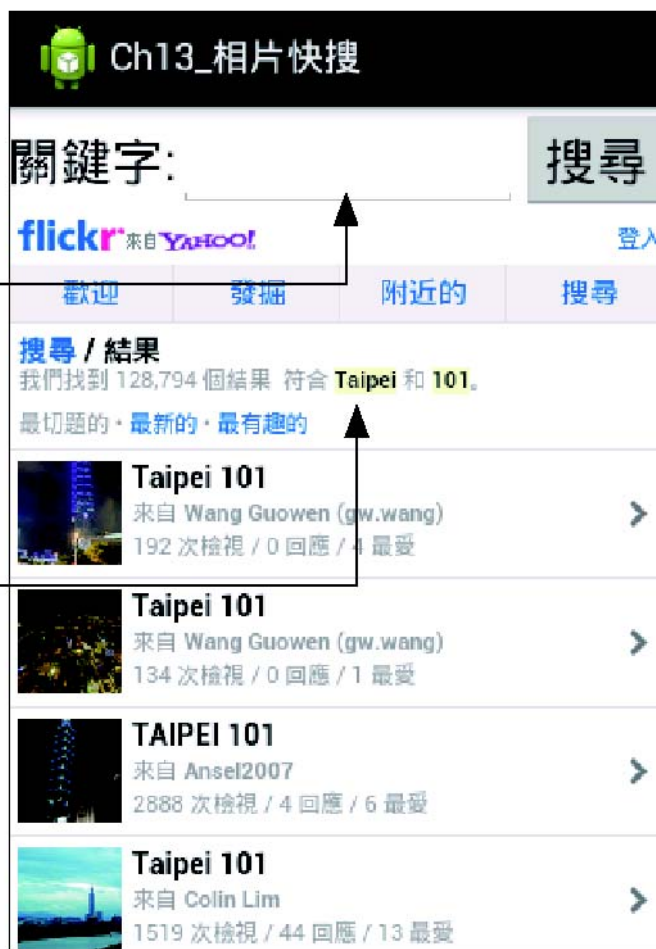 Ch13_相片快搜
關鍵字: 搜尋
flickr 來自 YAHOO! 登入
歡迎 發掘 附近的 搜尋
搜尋 / 結果
我們找到 128,794 個結果 符合 Taipei 和 101。
最切題的・最新的・最有趣的
Taipei 101
來自 Wang Guowen (gw.wang)
192 次檢視 / 0 回應 / 4 最愛
Taipei 101
來自 Wang Guowen (gw.wang)
134 次檢視 / 0 回應 / 1 最愛
TAIPEI 101
來自 Ansel2007
2888 次檢視 / 4 回應 / 6 最愛
Taipei 101
來自 Colin Lim
1519 次檢視 / 44 回應 / 13 最愛